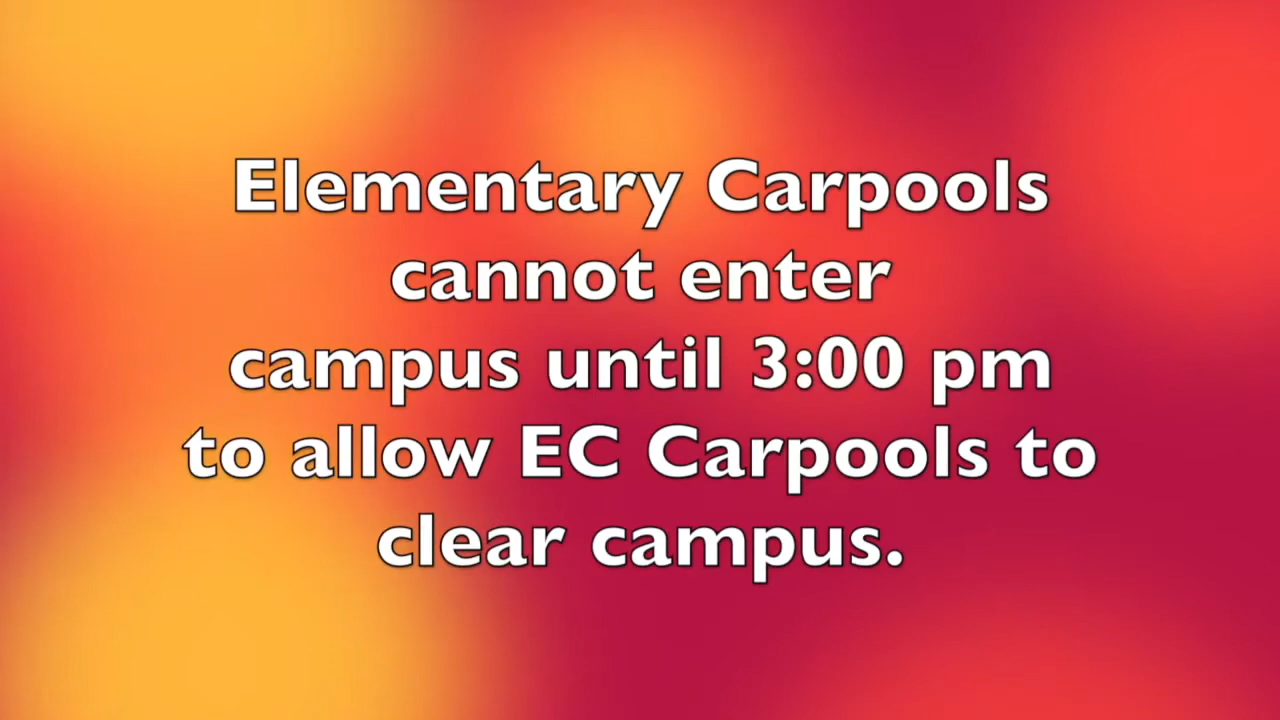 Elementary Carpools
cannot enter
campus until 3:00 pm
to allow EC Carpools to
clear campus.